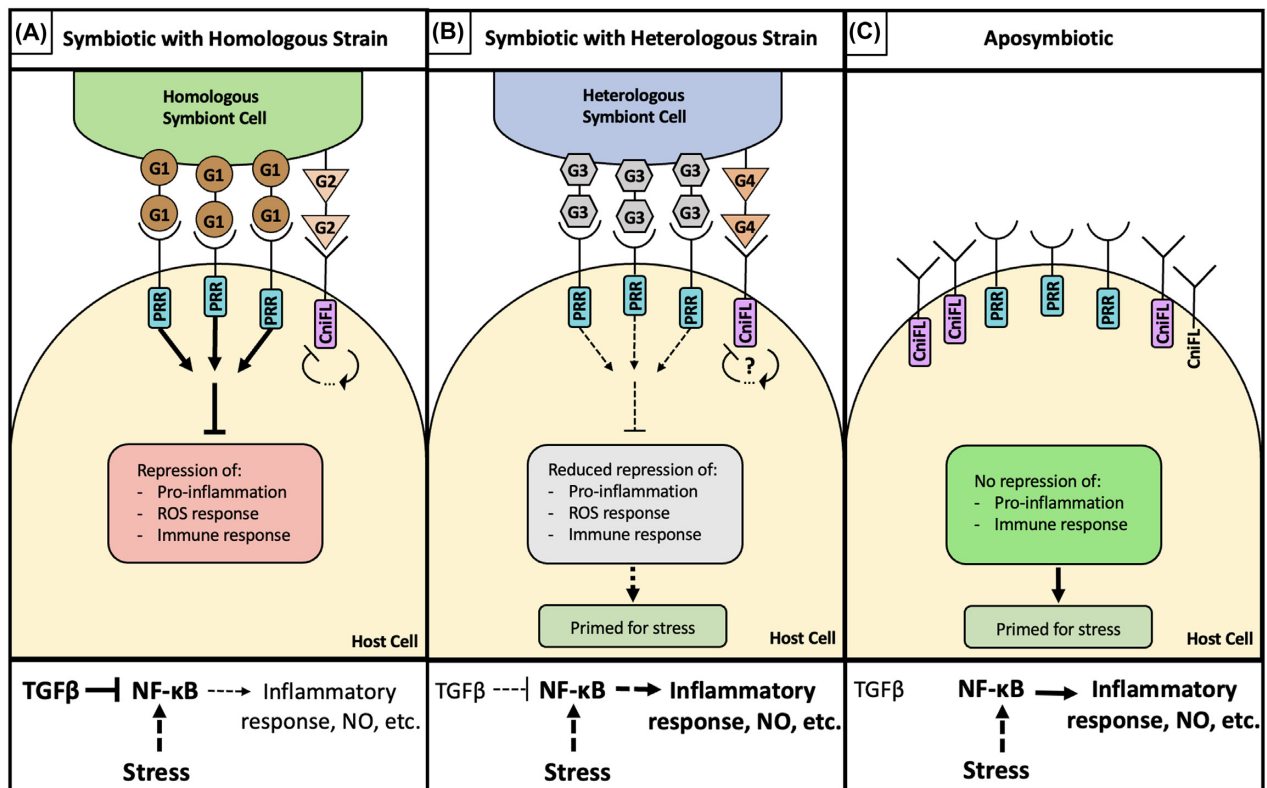 (A) Symbiotic with Homologous Strain
Homologous
Symbiont Cell
G1 G1 G1 G2
G1 G1 G1 G2
PRR PRR PRR CniFL
...
Repression of:
- Pro-inflammation
- ROS response
- Immune response
Host Cell
TGFβ NF-κB Inflammatory
response, NO, etc.
Stress
(B) Symbiotic with Heterologous Strain
Heterologous
Symbiont Cell
G3 G3 G3 G4
G3 G3 G3 G4
PRR PRR PRR CniFL
?
...
Reduced repression of:
- Pro-inflammation
- ROS response
- Immune response
Primed for stress
Host Cell
TGFβ NF-κB Inflammatory
response, NO, etc.
Stress
(C) Aposymbiotic
CniFL CniFL PRR PRR PRR CniFL CniFL
No repression of:
- Pro-inflammation
- Immune response
Primed for stress
Host Cell
TGFβ NF-κB Inflammatory
response, NO, etc.
Stress